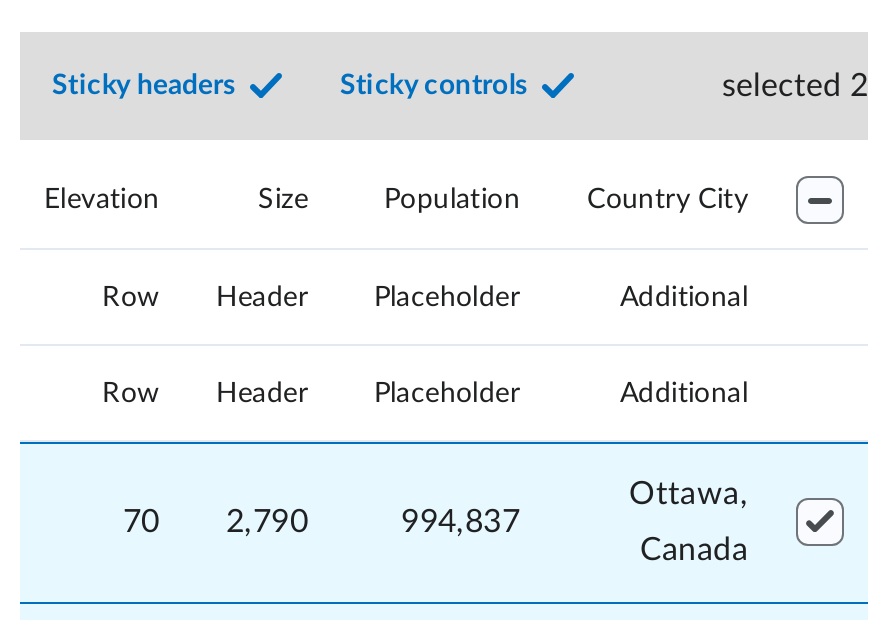 Sticky headers Sticky controls selected 2
Elevation Size Population Country City
Row Header Placeholder Additional
Row Header Placeholder Additional
70 2,790 994,837 Ottawa,
Canada